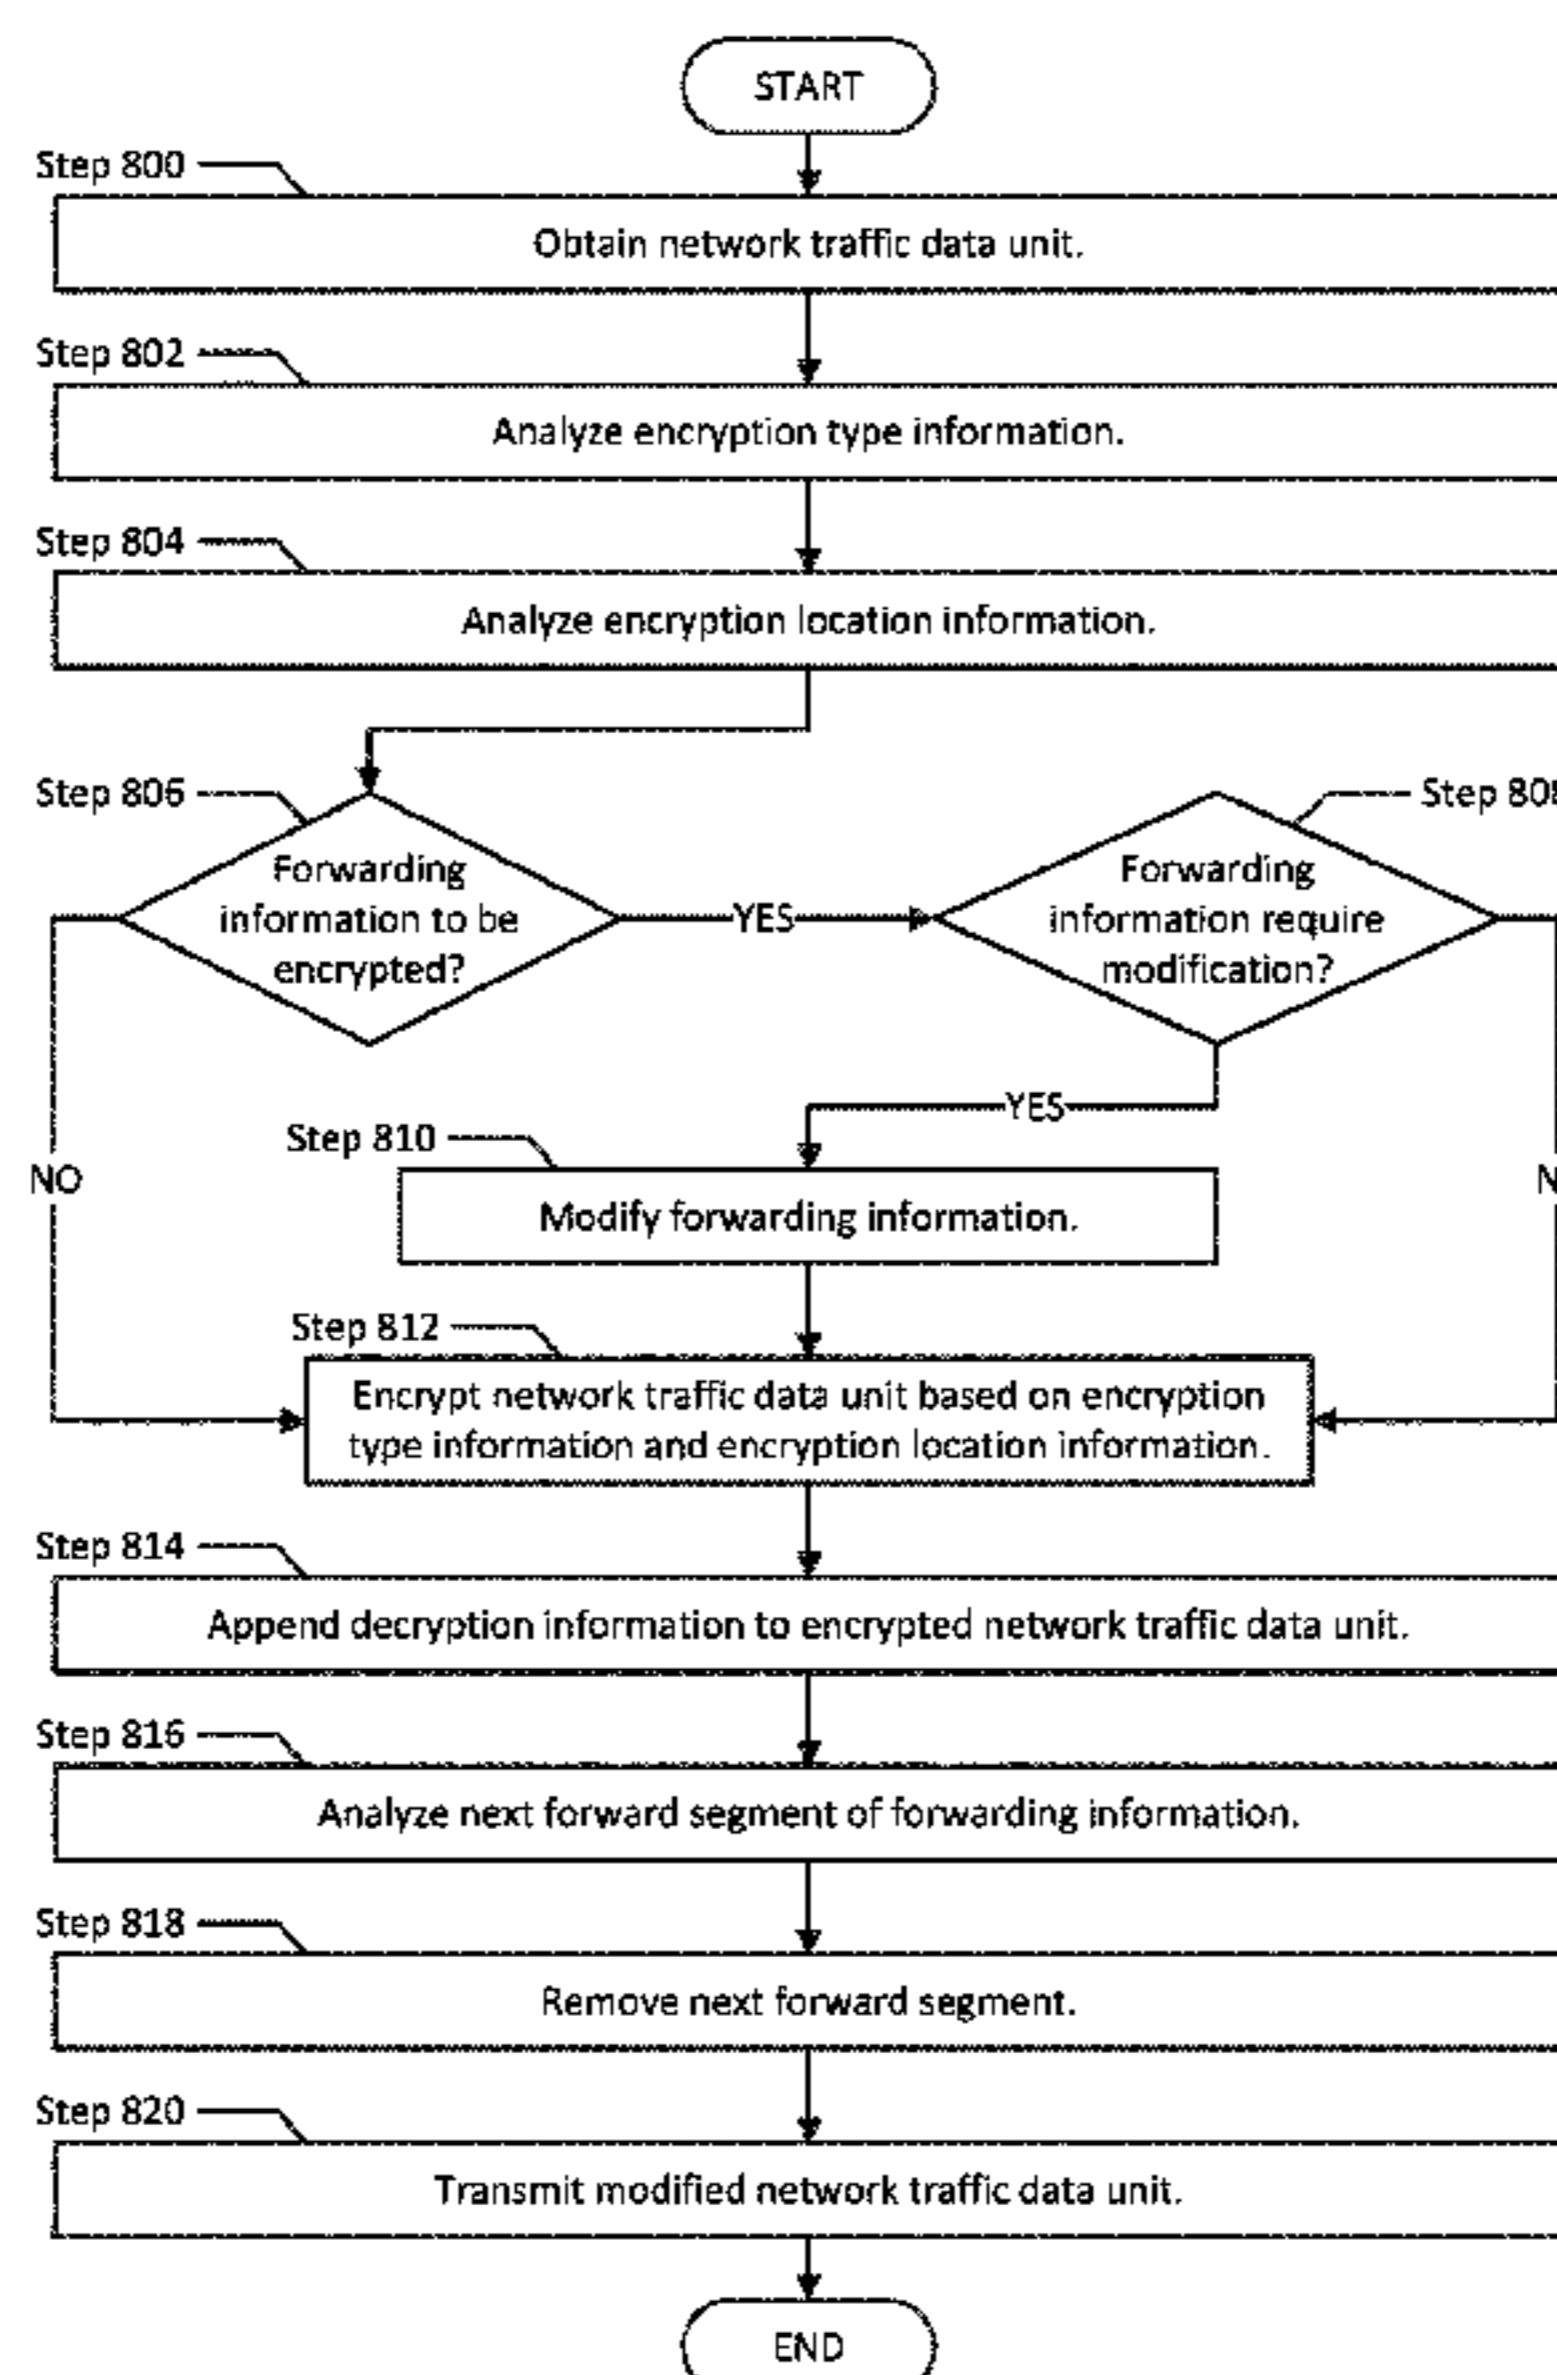 START
Step 800
Obtain network traffic data unit.
Step 802
Analyze encryption type information.
Step 804
Analyze encryption location information.
Step 806
Step
Forwarding
information to be
encrypted?
YES
Forwarding
information require
modification?
YES
Step 810
NO
Modify forwarding information.
Step 812
Encrypt network traffic data unit based on encryption
type information and encryption location information.
Step 814
Append decryption information to encrypted network traffic data unit.
Step 816
Analyze next forward segment of forwarding information.
Step 818
Remove next forward segment.
Step 820
Transmit modified network traffic data unit.
END